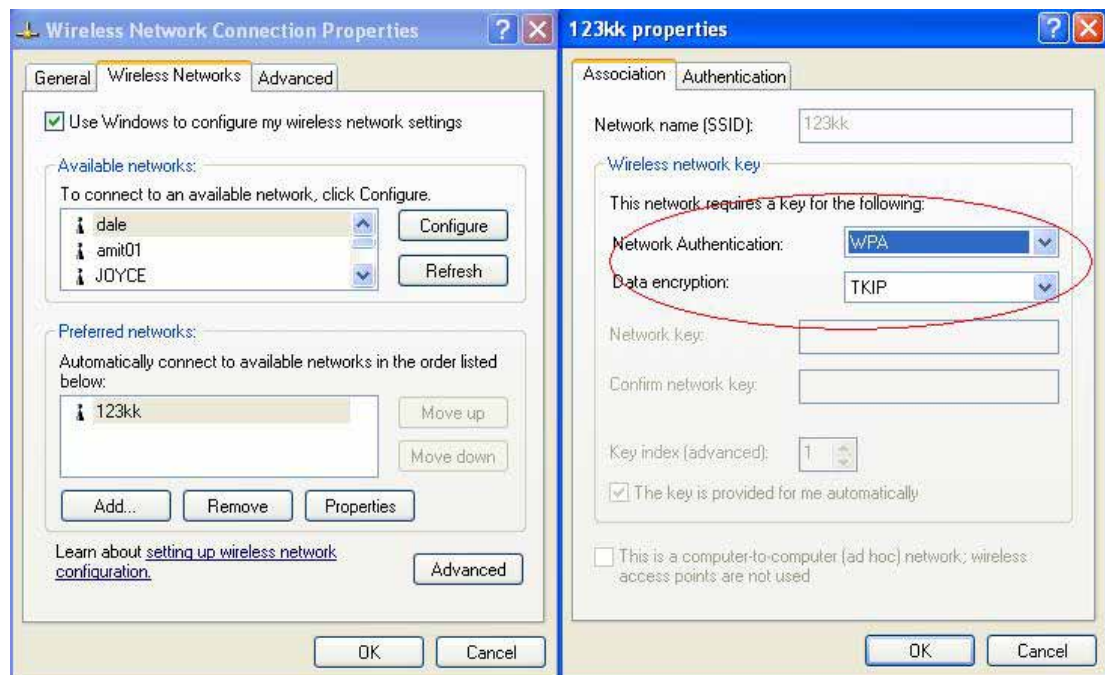 Wireless Network Connection Properties
General Wireless Networks Advanced
Use Windows to configure my wireless network settings
Available networks:
To connect to an available network, click Configure.
dale
amit01
JOYCE
Configure
Refresh
Preferred networks:
Automatically connect to available networks in the order listed
below:
123kk
Move up
Move down
Add... Remove Properties
Learn about setting up wireless network
configuration.
Advanced
OK Cancel
123kk properties
Association Authentication
Network name (SSID): 123kk
Wireless network key
This network requires a key for the following:
Network Authentication: WPA
Data encryption: TKIP
Network key:
Confirm network key:
Key index (advanced): 1
The key is provided for me automatically
This is a computer-to-computer (ad hoc) network; wireless
access points are not used
OK Cancel